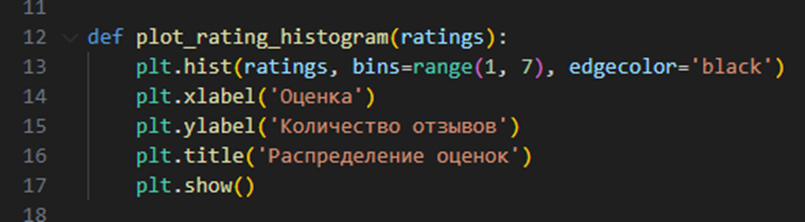 11
12 def plot_rating_histogram(ratings):
13 plt.hist(ratings, bins=range(1, 7), edgecolor='black')
14 plt.xlabel('Оценка')
15 plt.ylabel('Количество отзывов')
16 plt.title('Распределение оценок')
17 plt.show()
18